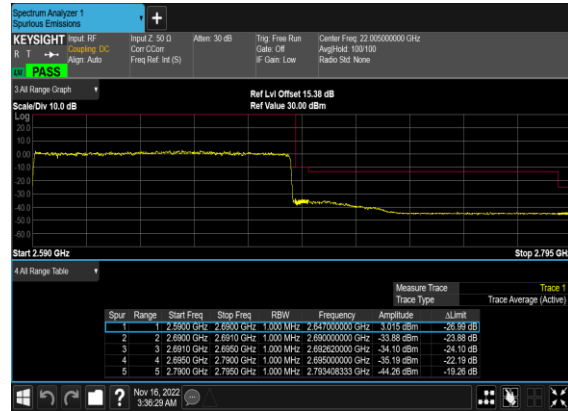 Spectrum Analyzer 1
Spurious Emissions
+
KEYSIGHT Input: RF Input Z: 50 Ω Atten: 30 dB Trig: Free Run Center Freq: 22.005000000 GHz
R T Coupling: DC Corr CCorr Gate: Off Avg|Hold: 100/100
Align: Auto Freq Ref: Int (S) IF Gain: Low Radio Std: None
LW PASS
3 All Range Graph
Ref Lvl Offset 15.38 dB
Scale/Div 10.0 dB Ref Value 30.00 dBm
Log
20.0
10.0
0.00
-10.0
-20.0
-30.0
-40.0
-50.0
-60.0
Start 2.590 GHz Stop 2.795 GHz
4 All Range Table
Measure Trace Trace 1
Trace Type Trace Average (Active)
Spur Range Start Freq Stop Freq RBW Frequency Amplitude ΔLimit
1 1 2.5900 GHz 2.6900 GHz 1.000 MHz 2.647000000 GHz 3.015 dBm -26.99 dB
2 2 2.6900 GHz 2.6910 GHz 1.000 MHz 2.690000000 GHz -33.88 dBm -23.88 dB
3 3 2.6910 GHz 2.6950 GHz 1.000 MHz 2.692620000 GHz -34.10 dBm -24.10 dB
4 4 2.6950 GHz 2.7900 GHz 1.000 MHz 2.695000000 GHz -35.19 dBm -22.19 dB
5 5 2.7900 GHz 2.7950 GHz 1.000 MHz 2.793408333 GHz -44.26 dBm -19.26 dB
? Nov 16, 2022
3:36:29 AM